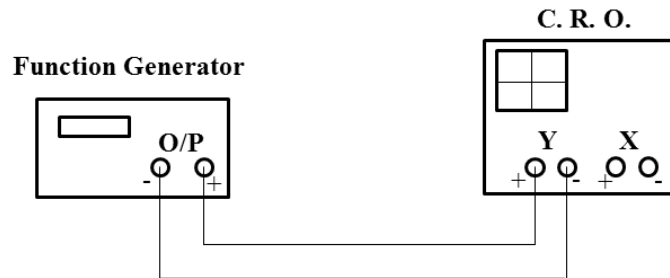 C. R. O.
Function Generator
O/P
Y X
- +
+ - + -